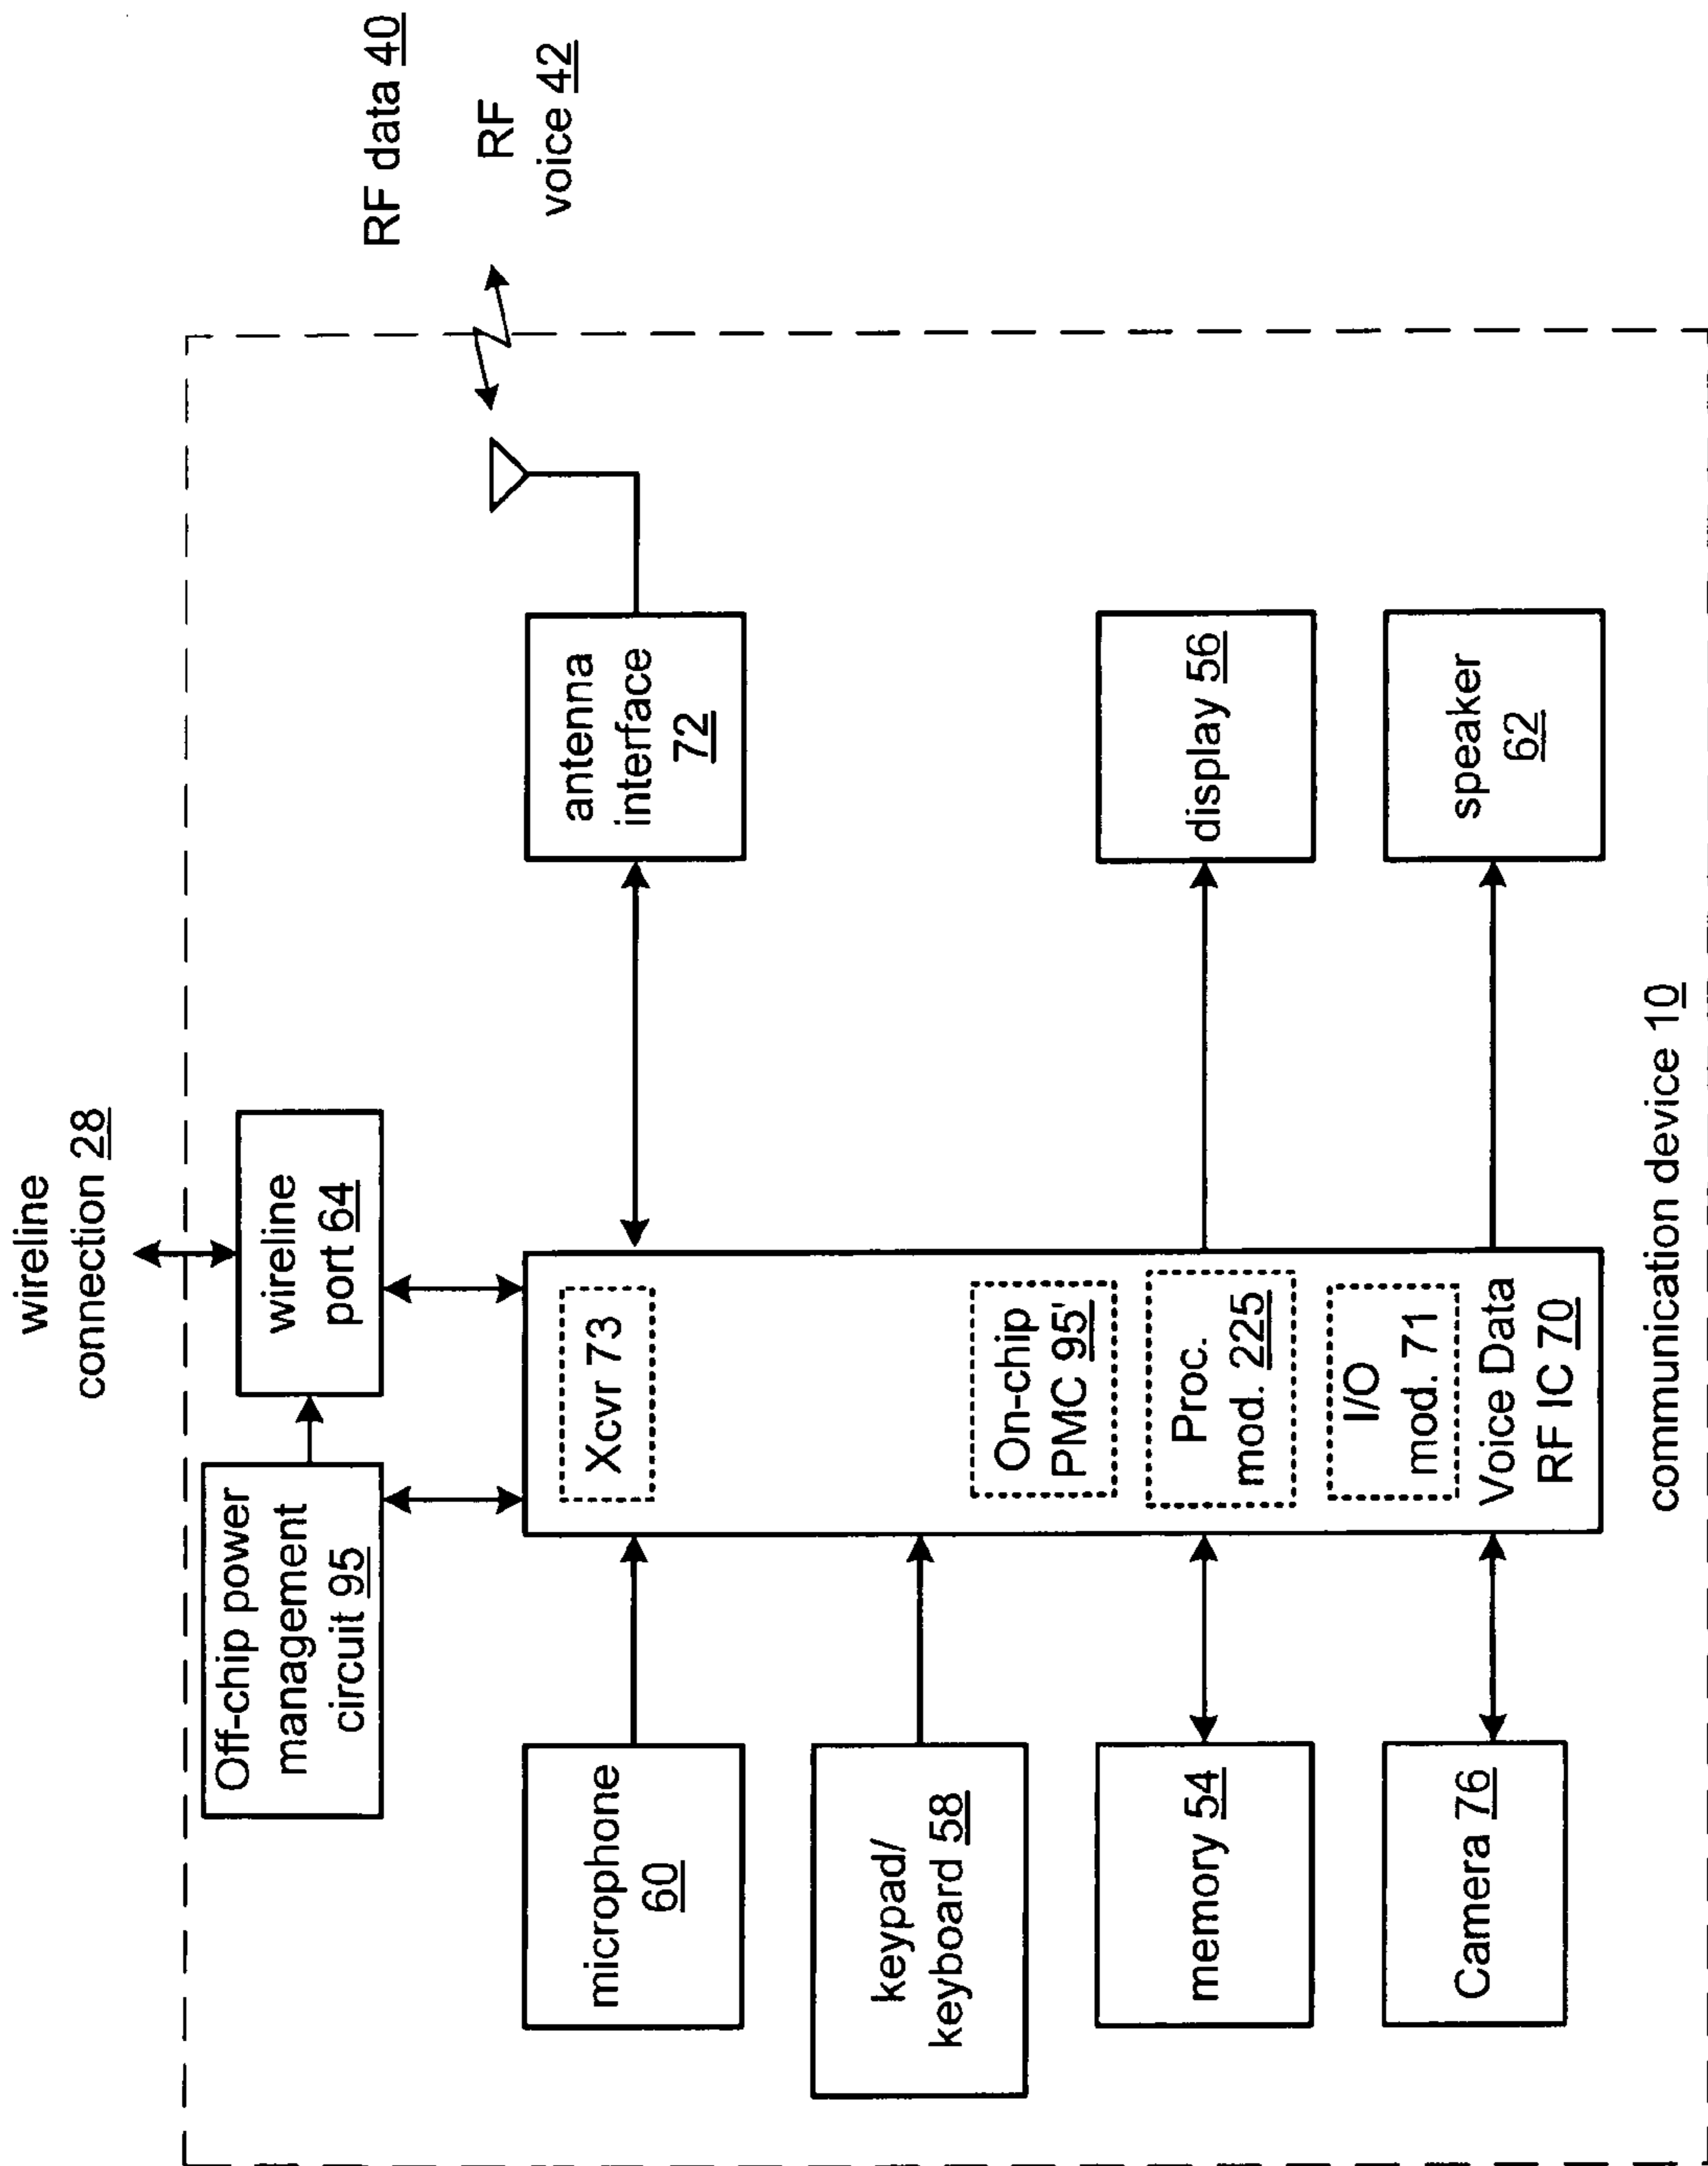 wireline
connection 28
RF data 40
RF
voice 42
Off-chip power
management
circuit 95
wireline
port 64
microphone
60
Xcvr 73
antenna
interface
72
keypad/
keyboard 58
On-chip
PMC 95'
memory 54
Proc.
mod. 225
display 56
Camera 76
I/O
mod. 71
Voice Data
RF IC 70
speaker
62
communication device 10